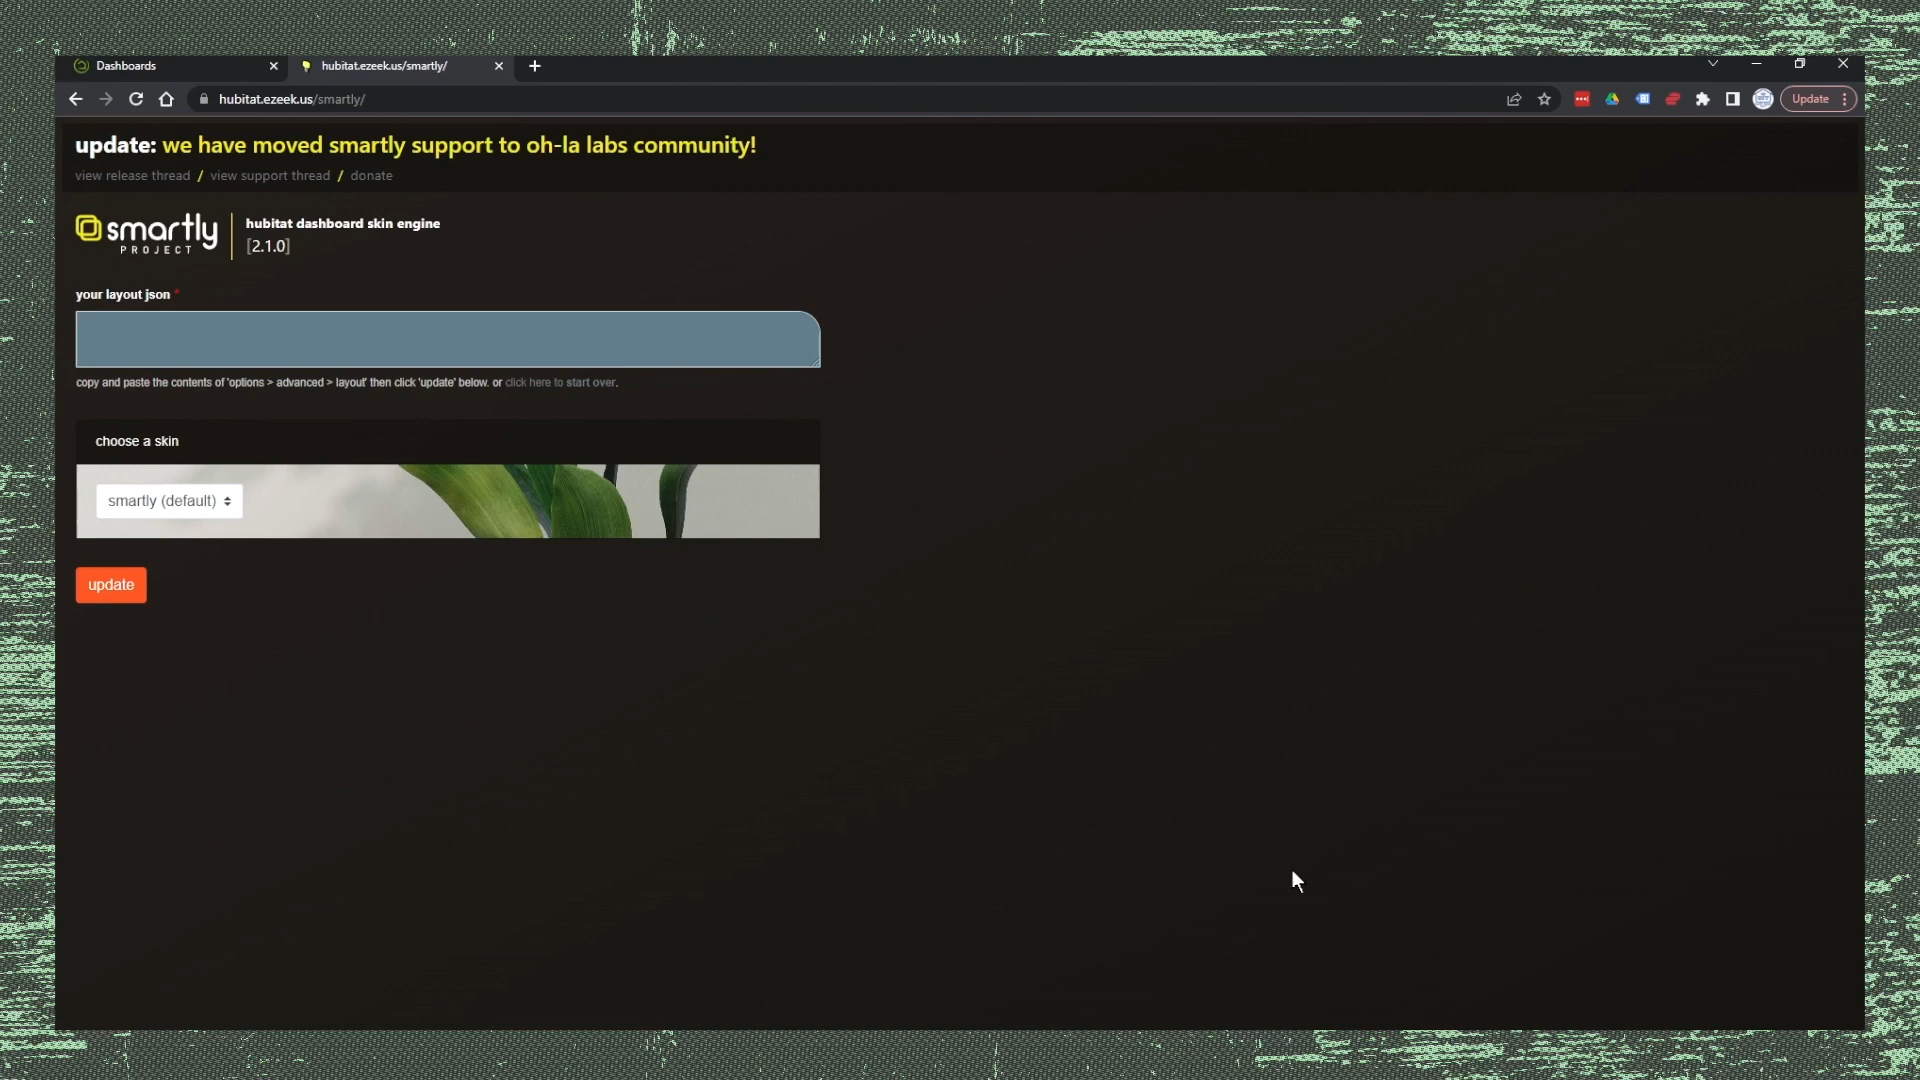 Dashboards
hubitat.ezeek.us/smartly/
hubitat.ezeek.us/smartly/
Update
update: we have moved smartly support to oh-la labs community!
view release thread / view support thread / donate
smartly
PROJECT
hubitat dashboard skin engine
[2.1.0]
your layout json *
copy and paste the contents of 'options > advanced > layout' then click 'update' below. or click here to start over.
choose a skin
smartly (default)
update